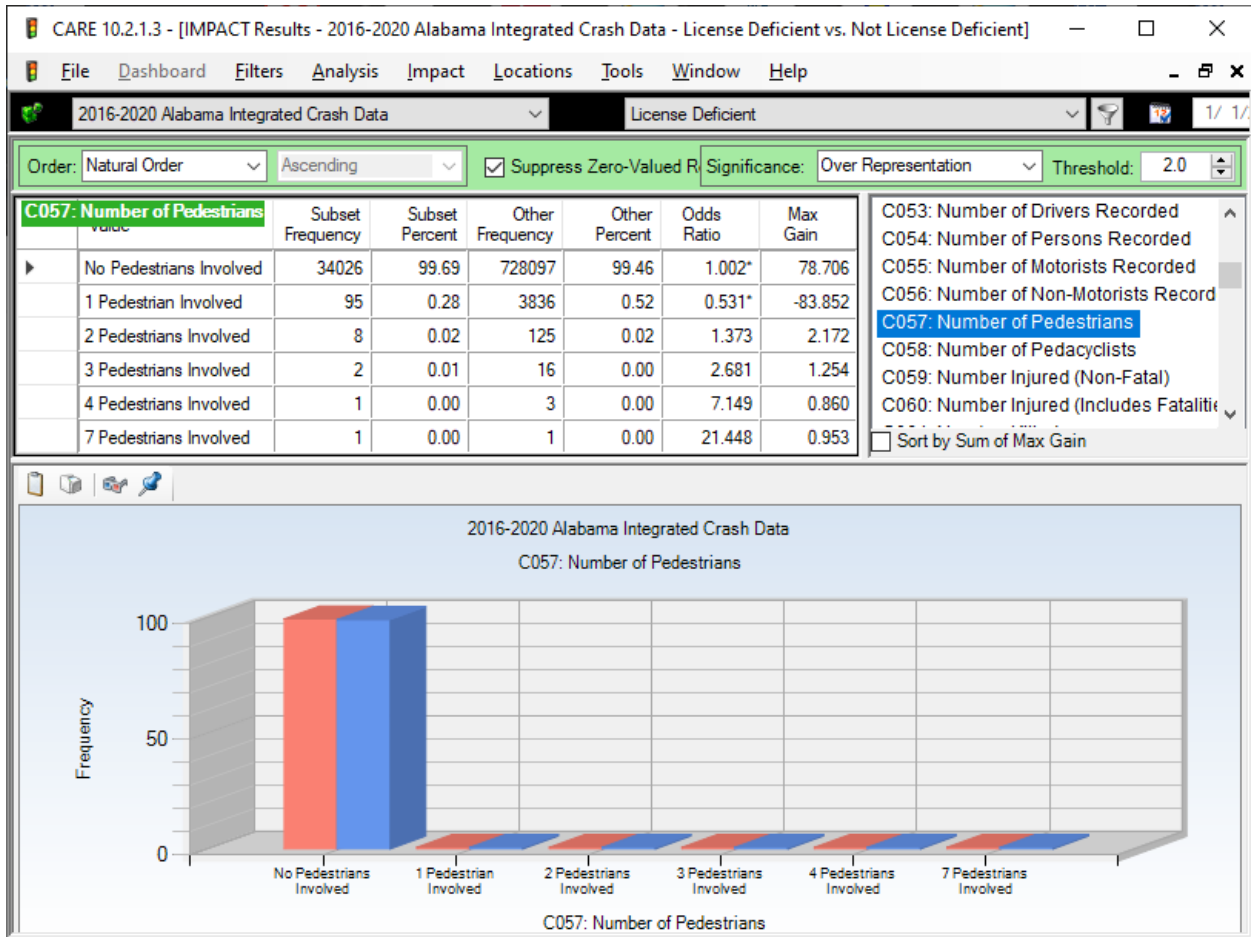 CARE 10.2.1.3 - [IMPACT Results - 2016-2020 Alabama Integrated Crash Data - License Deficient vs. Not License Deficient]
File Dashboard Filters Analysis Impact Locations Tools Window Help
2016-2020 Alabama Integrated Crash Data License Deficient 1/ 1/
Order: Natural Order Ascending Suppress Zero-Valued R Significance: Over Representation Threshold: 2.0
C057: Number of Pedestrians Subset Frequency Subset Percent Other Frequency Other Percent Odds Ratio Max Gain
No Pedestrians Involved 34026 99.69 728097 99.46 1.002* 78.706
1 Pedestrian Involved 95 0.28 3836 0.52 0.531* -83.852
2 Pedestrians Involved 8 0.02 125 0.02 1.373 2.172
3 Pedestrians Involved 2 0.01 16 0.00 2.681 1.254
4 Pedestrians Involved 1 0.00 3 0.00 7.149 0.860
7 Pedestrians Involved 1 0.00 1 0.00 21.448 0.953
C053: Number of Drivers Recorded
C054: Number of Persons Recorded
C055: Number of Motorists Recorded
C056: Number of Non-Motorists Record
C057: Number of Pedestrians
C058: Number of Pedacyclists
C059: Number Injured (Non-Fatal)
C060: Number Injured (Includes Fatalitie
Sort by Sum of Max Gain
2016-2020 Alabama Integrated Crash Data
C057: Number of Pedestrians
Frequency
100
50
0
No Pedestrians Involved
1 Pedestrian Involved
2 Pedestrians Involved
3 Pedestrians Involved
4 Pedestrians Involved
7 Pedestrians Involved
C057: Number of Pedestrians